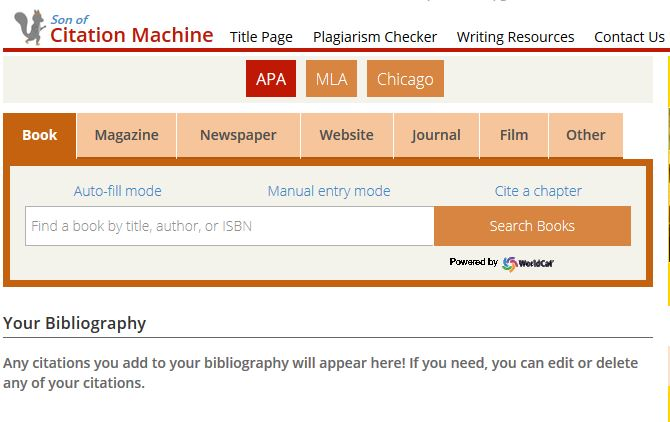 Son of
Citation Machine
Title Page Plagiarism Checker Writing Resources Contact Us
APA MLA Chicago
Book Magazine Newspaper Website Journal Film Other
Auto-fill mode Manual entry mode Cite a chapter
Find a book by title, author, or ISBN Search Books
Powered by WorldCat
Your Bibliography
Any citations you add to your bibliography will appear here! If you need, you can edit or delete
any of your citations.